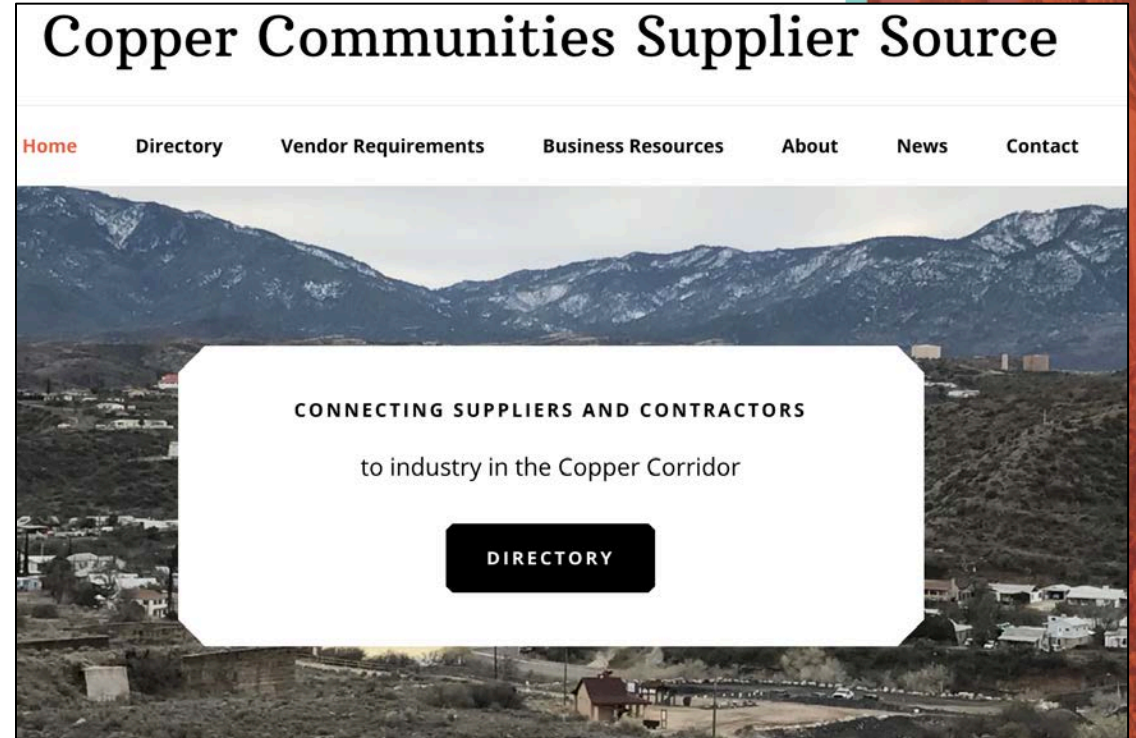 Copper Communities Supplier Source
Home Directory Vendor Requirements Business Resources About News Contact
CONNECTING SUPPLIERS AND CONTRACTORS
to industry in the Copper Corridor
DIRECTORY